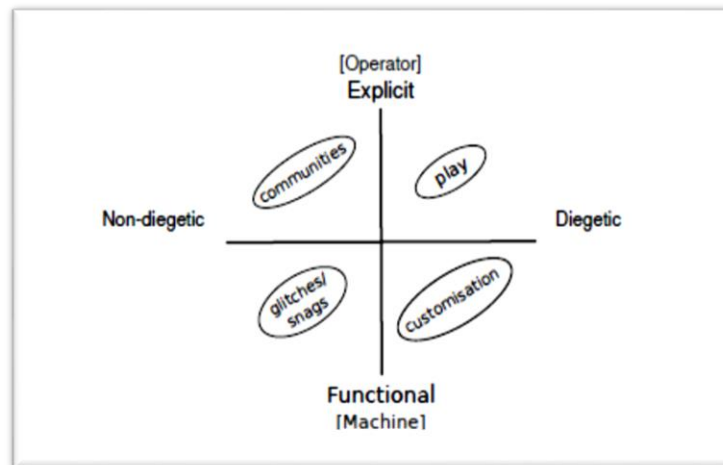 [Operator]
Explicit
communities
play
Non-diegetic
Diegetic
glitches/
snags
customisation
Functional
[Machine]